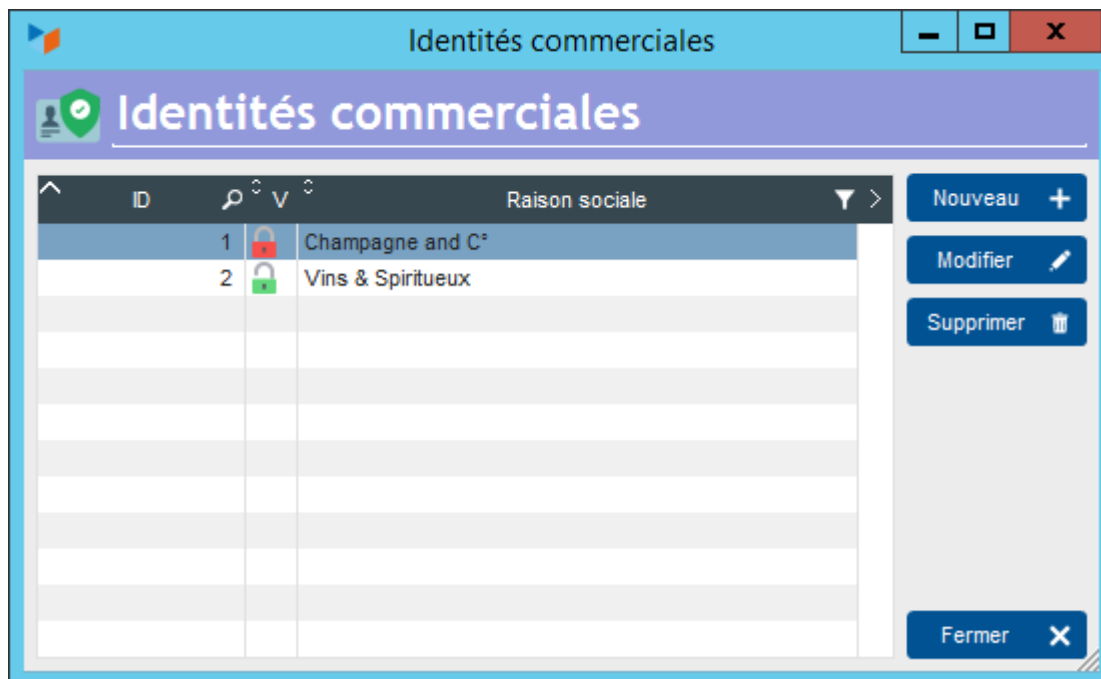 Identités commerciales
Identités commerciales
ID V Raison sociale
Nouveau
1 Champagne and C°
Modifier
2 Vins & Spiritueux
Supprimer
Fermer